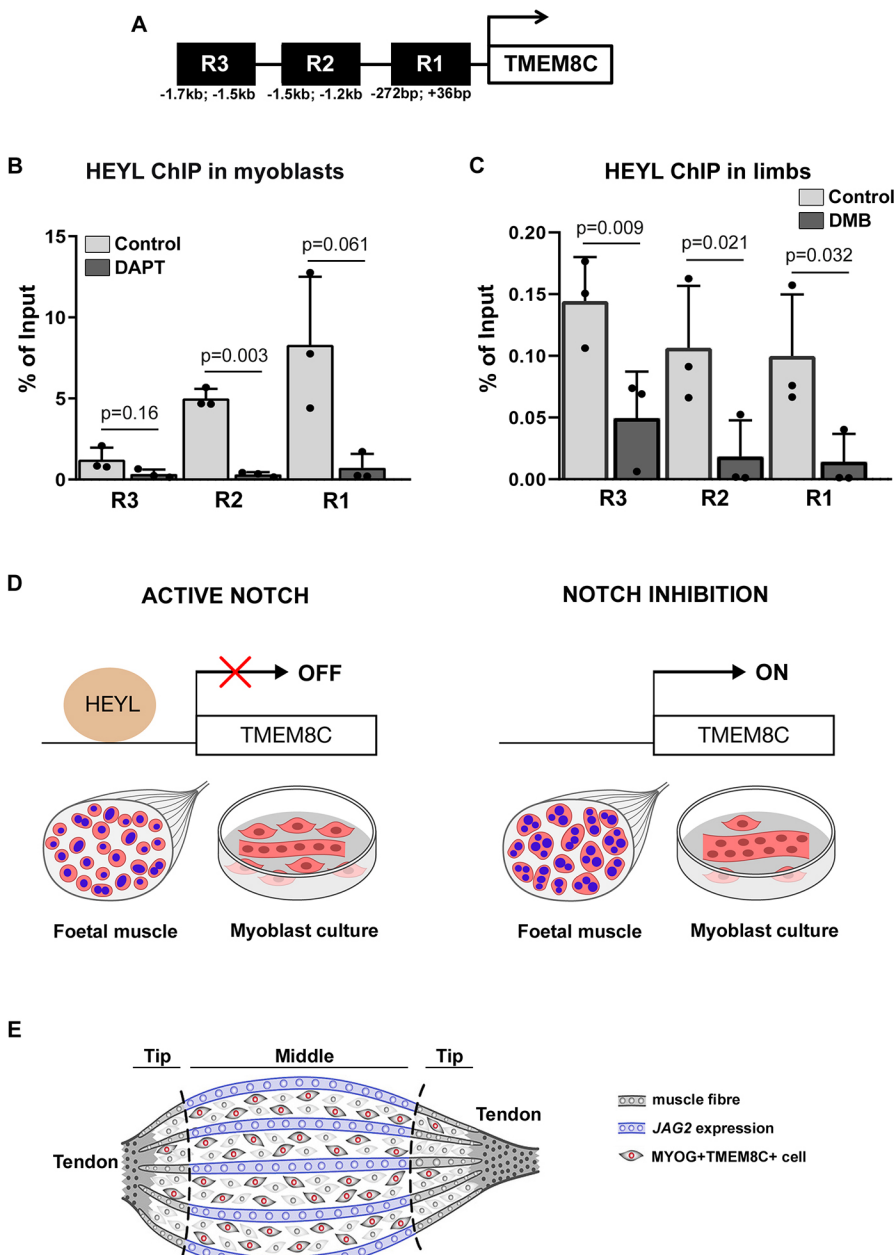 A
R3 R2 R1 TMEM8C
-1.7kb; -1.5kb -1.5kb; -1.2kb -272bp; +36bp
B
HEYL ChIP in myoblasts
Control
DAPT
% of Input
15
10
5
0
p=0.16
p=0.003
p=0.061
R3 R2 R1
C
HEYL ChIP in limbs
Control
DMB
% of Input
0.20
0.15
0.10
0.05
0.00
p=0.009
p=0.021
p=0.032
R3 R2 R1
D
ACTIVE NOTCH
HEYL
OFF
TMEM8C
Foetal muscle
Myoblast culture
NOTCH INHIBITION
ON
TMEM8C
Foetal muscle
Myoblast culture
E
Tip Middle Tip
Tendon
Tendon
muscle fibre
JAG2 expression
MYOG+TMEM8C+ cell